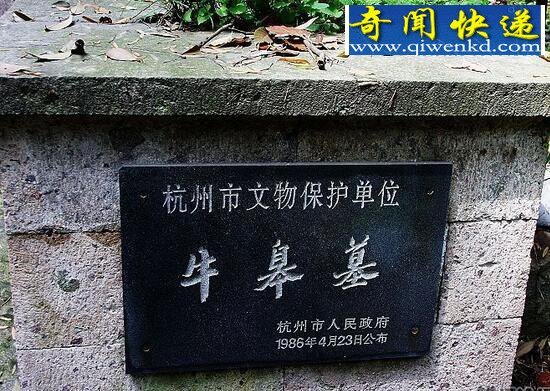 奇闻快递
www.qiwenkd.com
杭州市文物保护单位
牛皋墓
杭州市人民政府
1986年4月23日公布